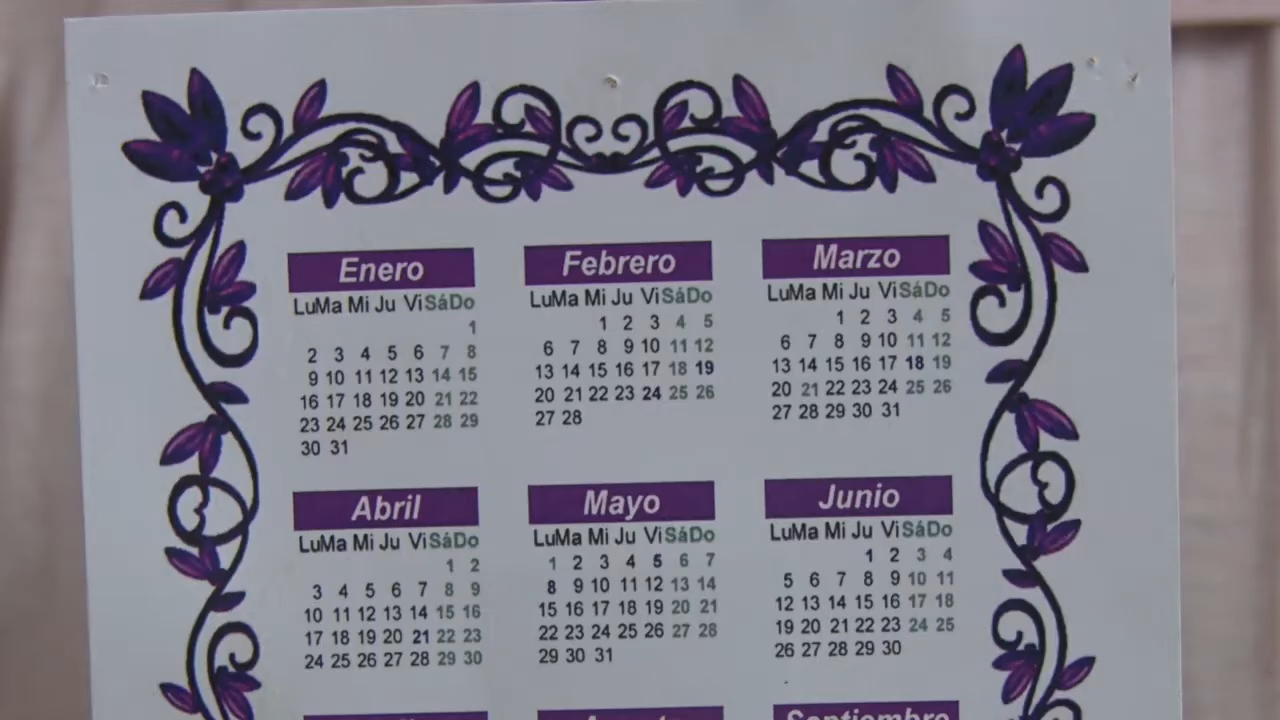 Enero
LuMa Mi Ju ViSáDo
1
2 3 4 5 6 7 8
9 10 11 12 13 14 15
16 17 18 19 20 21 22
23 24 25 26 27 28 29
30 31
Febrero
LuMa Mi Ju ViSáDo
1 2 3 4 5
6 7 8 9 10 11 12
13 14 15 16 17 18 19
20 21 22 23 24 25 26
27 28
Marzo
LuMa Mi Ju ViSáDo
1 2 3 4 5
6 7 8 9 10 11 12
13 14 15 16 17 18 19
20 21 22 23 24 25 26
27 28 29 30 31
Abril
LuMa Mi Ju ViSáDo
1 2
3 4 5 6 7 8 9
10 11 12 13 14 15 16
17 18 19 20 21 22 23
24 25 26 27 28 29 30
Mayo
LuMa Mi Ju ViSáDo
1 2 3 4 5 6 7
8 9 10 11 12 13 14
15 16 17 18 19 20 21
22 23 24 25 26 27 28
29 30 31
Junio
LuMa Mi Ju ViSáDo
1 2 3 4
5 6 7 8 9 10 11
12 13 14 15 16 17 18
19 20 21 22 23 24 25
26 27 28 29 30
Septiembre